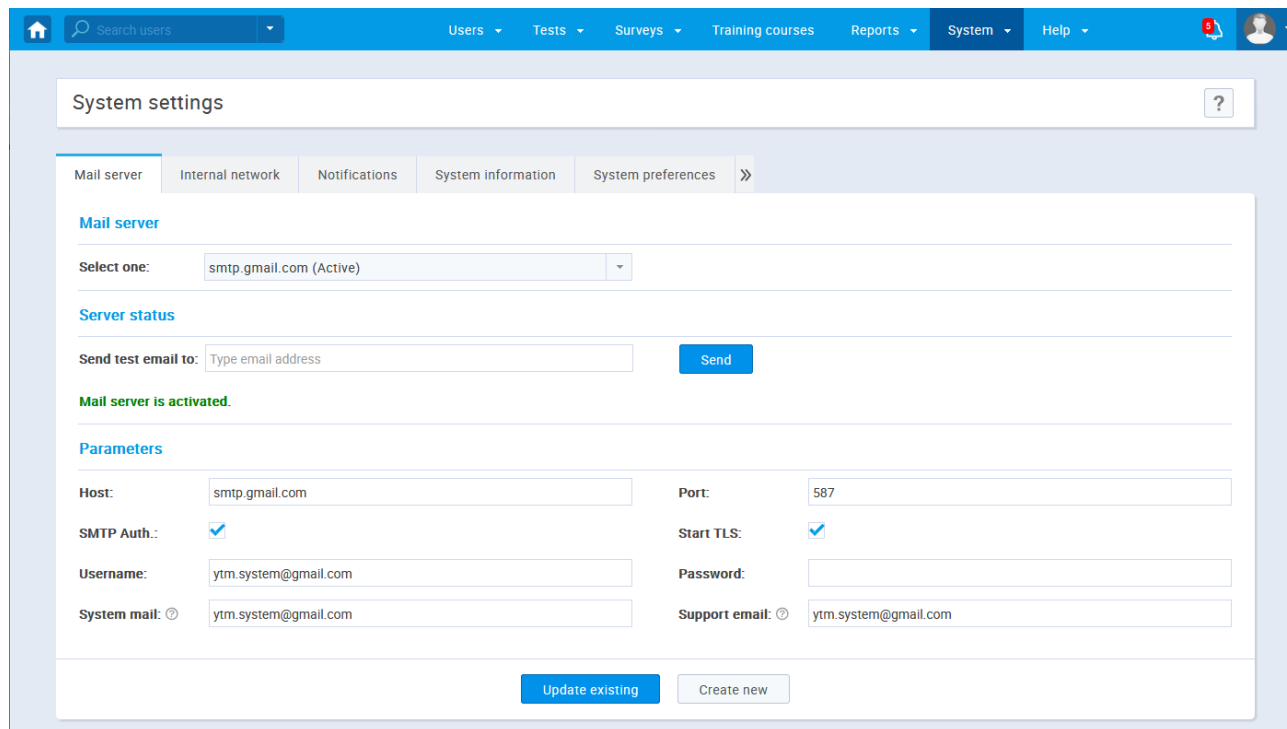 Search users Users Tests Surveys Training courses Reports System Help 5
System settings ?
Mail server Internal network Notifications System information System preferences »
Mail server
Select one: smtp.gmail.com (Active)
Server status
Send test email to: Type email address Send
Mail server is activated.
Parameters
Host: smtp.gmail.com Port: 587
SMTP Auth.: Start TLS:
Username: ytm.system@gmail.com Password:
System mail: ? ytm.system@gmail.com Support email: ? ytm.system@gmail.com
Update existing Create new